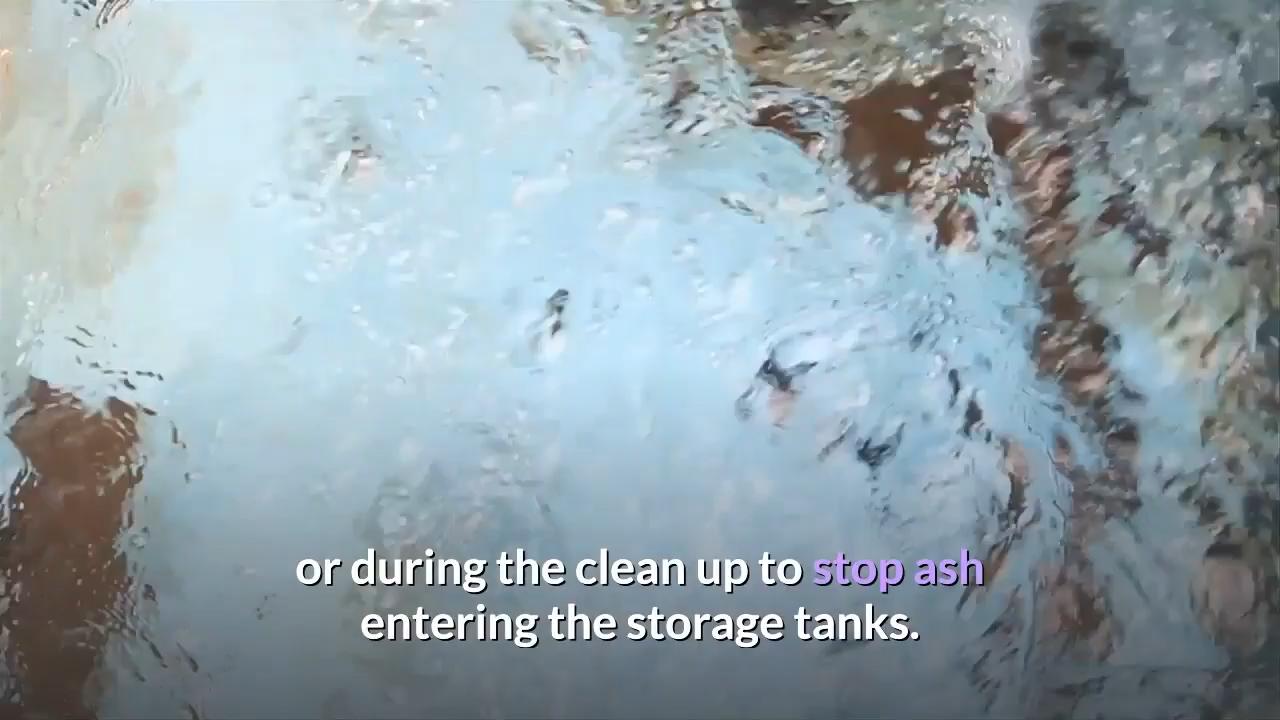 or during the clean up to stop ash
entering the storage tanks.